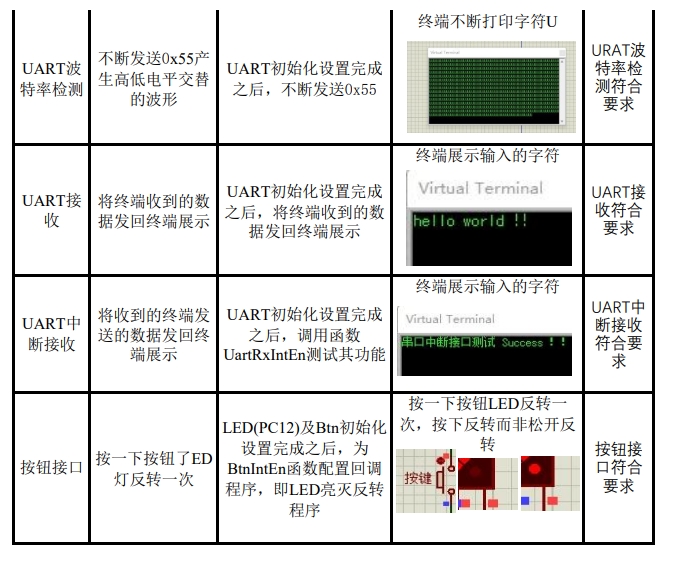 UART波
特率检测
不断发送0x55产
生高低电平交替
的波形
UART初始化设置完成
之后，不断发送0x55
终端不断打印字符U
Virtual Terminal
URAT波
特率检
测符合
要求
UART接
收
将终端收到的数
据发回终端展示
UART初始化设置完成
之后，将终端收到的数
据发回终端展示
终端展示输入的字符
Virtual Terminal
hello world !!
UART接
收符合
要求
UART中
断接收
将收到的终端发
送的数据发回终
端展示
UART初始化设置完成
之后，调用函数
UartRxIntEn测试其功能
终端展示输入的字符
Virtual Terminal
串口中断接口测试 Success ！！
UART中
断接收
符合要
求
按钮接口
按一下按钮了ED
灯反转一次
LED(PC12)及Btn初始化
设置完成之后，为
BtnIntEn函数配置回调
程序，即LED亮灭反转
程序
按一下按钮LED反转一
次，按下反转而非松开反
转
按键
按钮接
口符合
要求